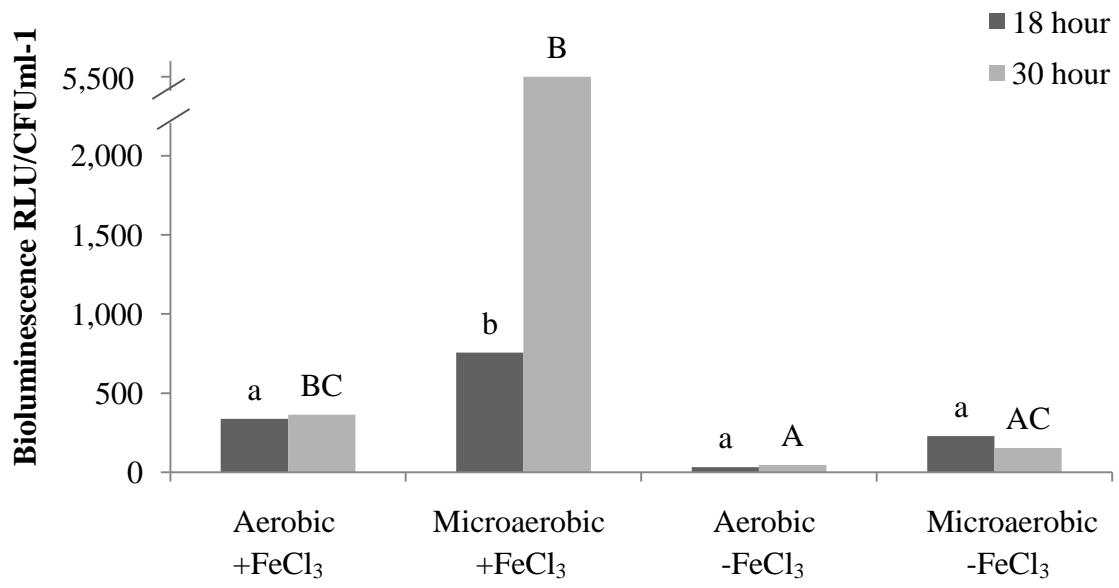 18 hour
30 hour
Bioluminescence RLU/CFUml-1
5,500
2,000
1,500
1,000
500
0
a
BC
b
B
a
A
a
AC
Aerobic
+FeCl₃
Microaerobic
+FeCl₃
Aerobic
-FeCl₃
Microaerobic
-FeCl₃